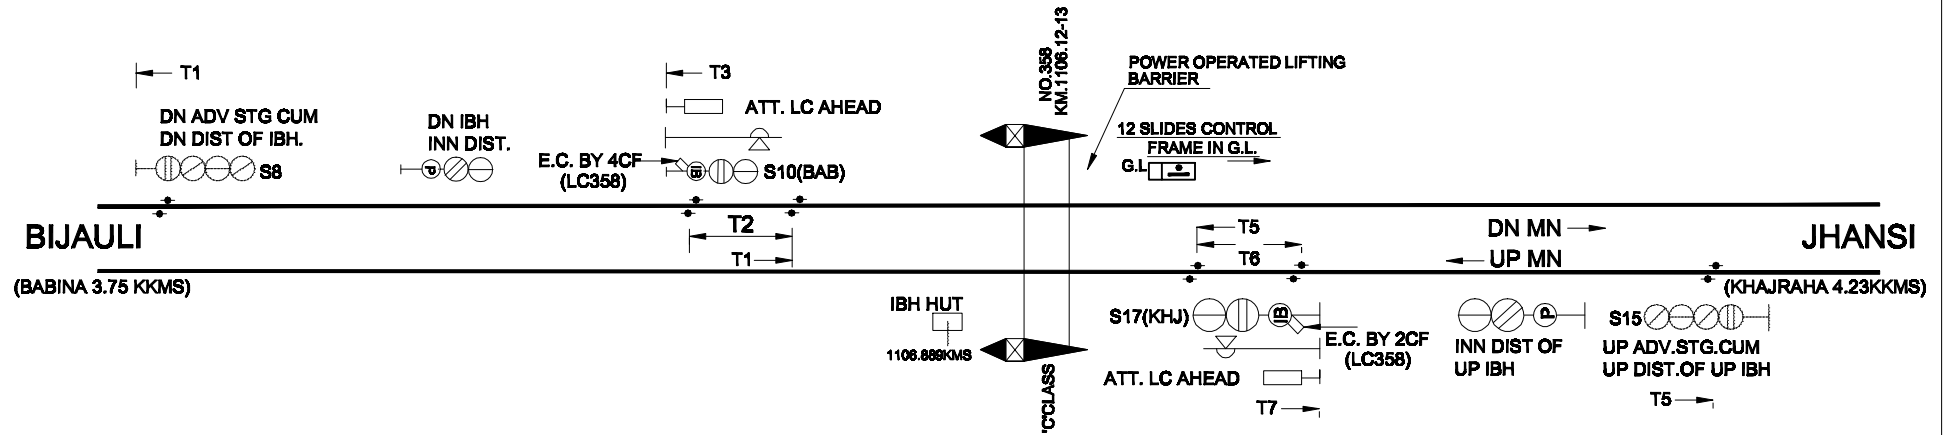 T1
T3
NO.358
KM.1106.12-13
POWER OPERATED LIFTING
BARRIER
DN ADV STG CUM
DN DIST OF IBH.
S8
DN IBH
INN DIST.
P
ATT. LC AHEAD
E.C. BY 4CF
(LC358)
IB
S10(BAB)
12 SLIDES CONTROL
FRAME IN G.L.
G.L
BIJAULI
(BABINA 3.75 KKMS)
T2
T1
T5
T6
DN MN
UP MN
JHANSI
(KHAJRAHA 4.23KKMS)
IBH HUT
1106.889KMS
S17(KHJ)
IB
E.C. BY 2CF
(LC358)
ATT. LC AHEAD
T7
"C"CLASS
P
INN DIST OF
UP IBH
S15
UP ADV.STG.CUM
UP DIST.OF UP IBH
T5